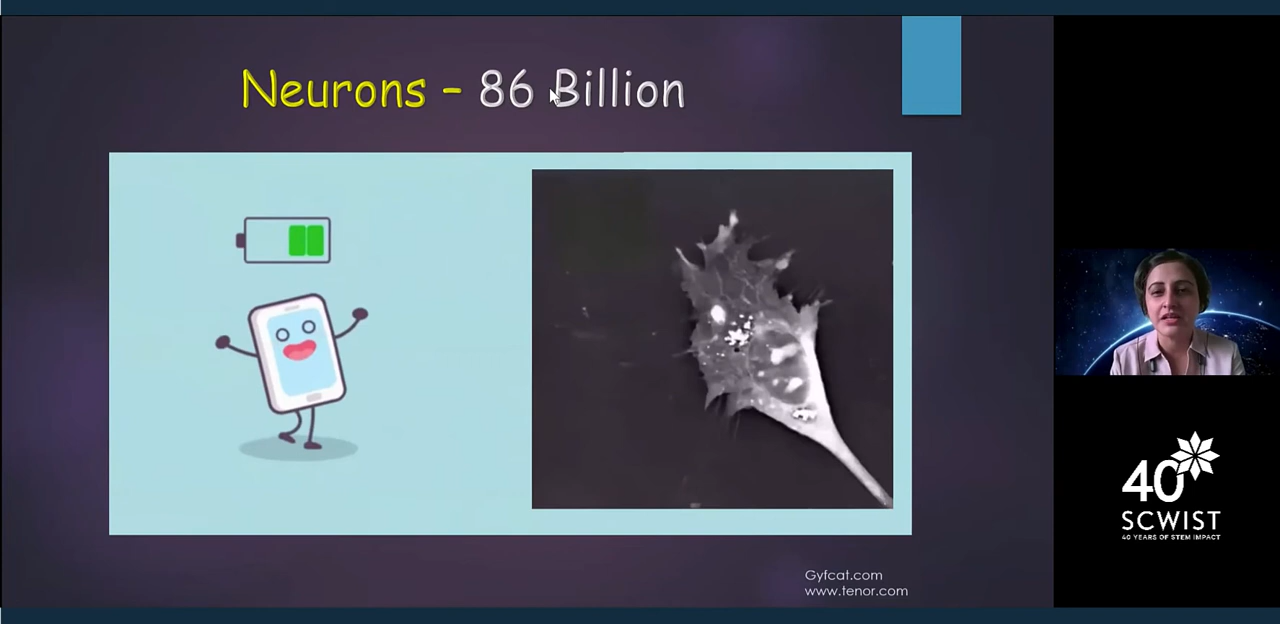 Neurons - 86 Billion
Gyfcat.com
www.tenor.com
40
SCWIST
40 YEARS OF STEM IMPACT